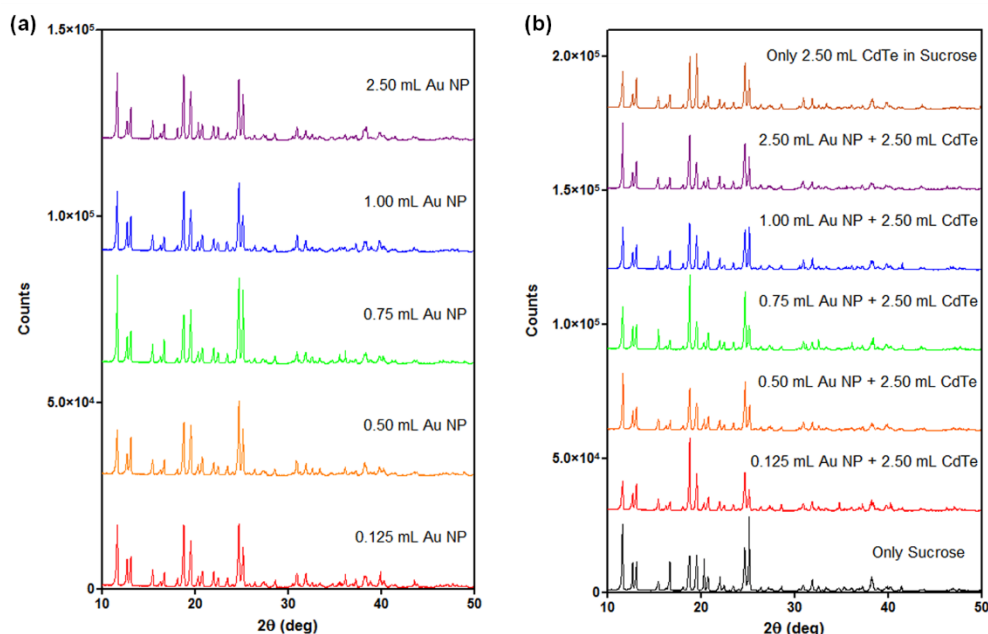 (a)
1.5×10⁵
2.50 mL Au NP
1.0×10⁵
1.00 mL Au NP
0.75 mL Au NP
5.0×10⁴
0.50 mL Au NP
0.125 mL Au NP
0
10 20 30 40 50
2θ (deg)
Counts
(b)
2.0×10⁵
Only 2.50 mL CdTe in Sucrose
2.50 mL Au NP + 2.50 mL CdTe
1.5×10⁵
1.00 mL Au NP + 2.50 mL CdTe
0.75 mL Au NP + 2.50 mL CdTe
1.0×10⁵
0.50 mL Au NP + 2.50 mL CdTe
5.0×10⁴
0.125 mL Au NP + 2.50 mL CdTe
Only Sucrose
0
10 20 30 40 50
2θ (deg)
Counts